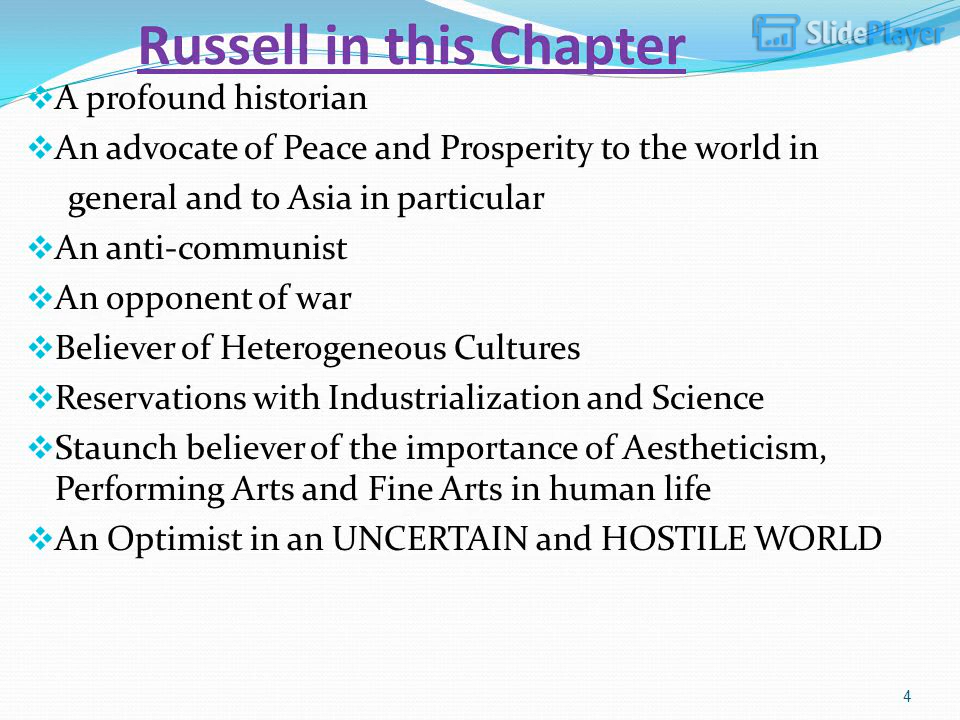 Russell in this Chapter
SlidePlayer
❖ A profound historian
❖ An advocate of Peace and Prosperity to the world in
general and to Asia in particular
❖ An anti-communist
❖ An opponent of war
❖ Believer of Heterogeneous Cultures
❖ Reservations with Industrialization and Science
❖ Staunch believer of the importance of Aestheticism,
Performing Arts and Fine Arts in human life
❖ An Optimist in an UNCERTAIN and HOSTILE WORLD
4